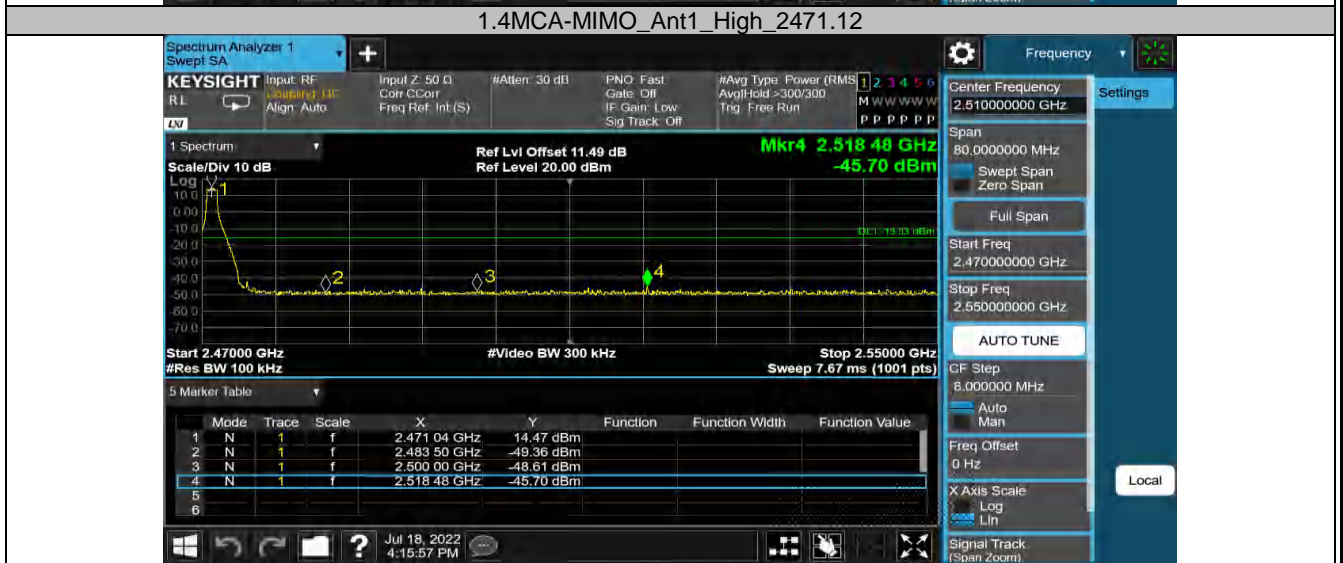 1.4MCA-MIMO_Ant1_High_2471.12
Spectrum Analyzer 1
Swept SA
+
Frequency
KEYSIGHT
RL
LXI
Input: RF
Align: Auto
Input Z: 50 Ω
Corr CCorr
Freq Ref: Int (S)
#Atten: 30 dB
PNO: Fast
Gate: Off
IF Gain: Low
Sig Track: Off
#Avg Type: Power (RMS
Avg|Hold >300/300
Trig: Free Run
1 2 3 4 5 6
M W W W W W
P P P P P P
Center Frequency
2.510000000 GHz
Settings
1 Spectrum
Ref Lvl Offset 11.49 dB
Mkr4 2.518 48 GHz
Scale/Div 10 dB
Ref Level 20.00 dBm
-45.70 dBm
Span
80.0000000 MHz
Swept Span
Zero Span
Full Span
Log
10.0
0.00
-10.0
-20.0
-30.0
-40.0
-50.0
-60.0
-70.0
1
2
3
4
Start Freq
2.470000000 GHz
Stop Freq
2.550000000 GHz
AUTO TUNE
Start 2.47000 GHz
#Video BW 300 kHz
Stop 2.55000 GHz
#Res BW 100 kHz
Sweep 7.67 ms (1001 pts)
CF Step
8.000000 MHz
Auto
Man
5 Marker Table
Mode Trace Scale X Y Function Function Width Function Value
1 N 1 f 2.471 04 GHz 14.47 dBm
2 N 1 f 2.483 50 GHz -49.36 dBm
3 N 1 f 2.500 00 GHz -48.61 dBm
4 N 1 f 2.518 48 GHz -45.70 dBm
5
6
Freq Offset
0 Hz
Local
X Axis Scale
Log
Lin
?
Jul 18, 2022
4:15:57 PM
Signal Track
(Span Zoom)